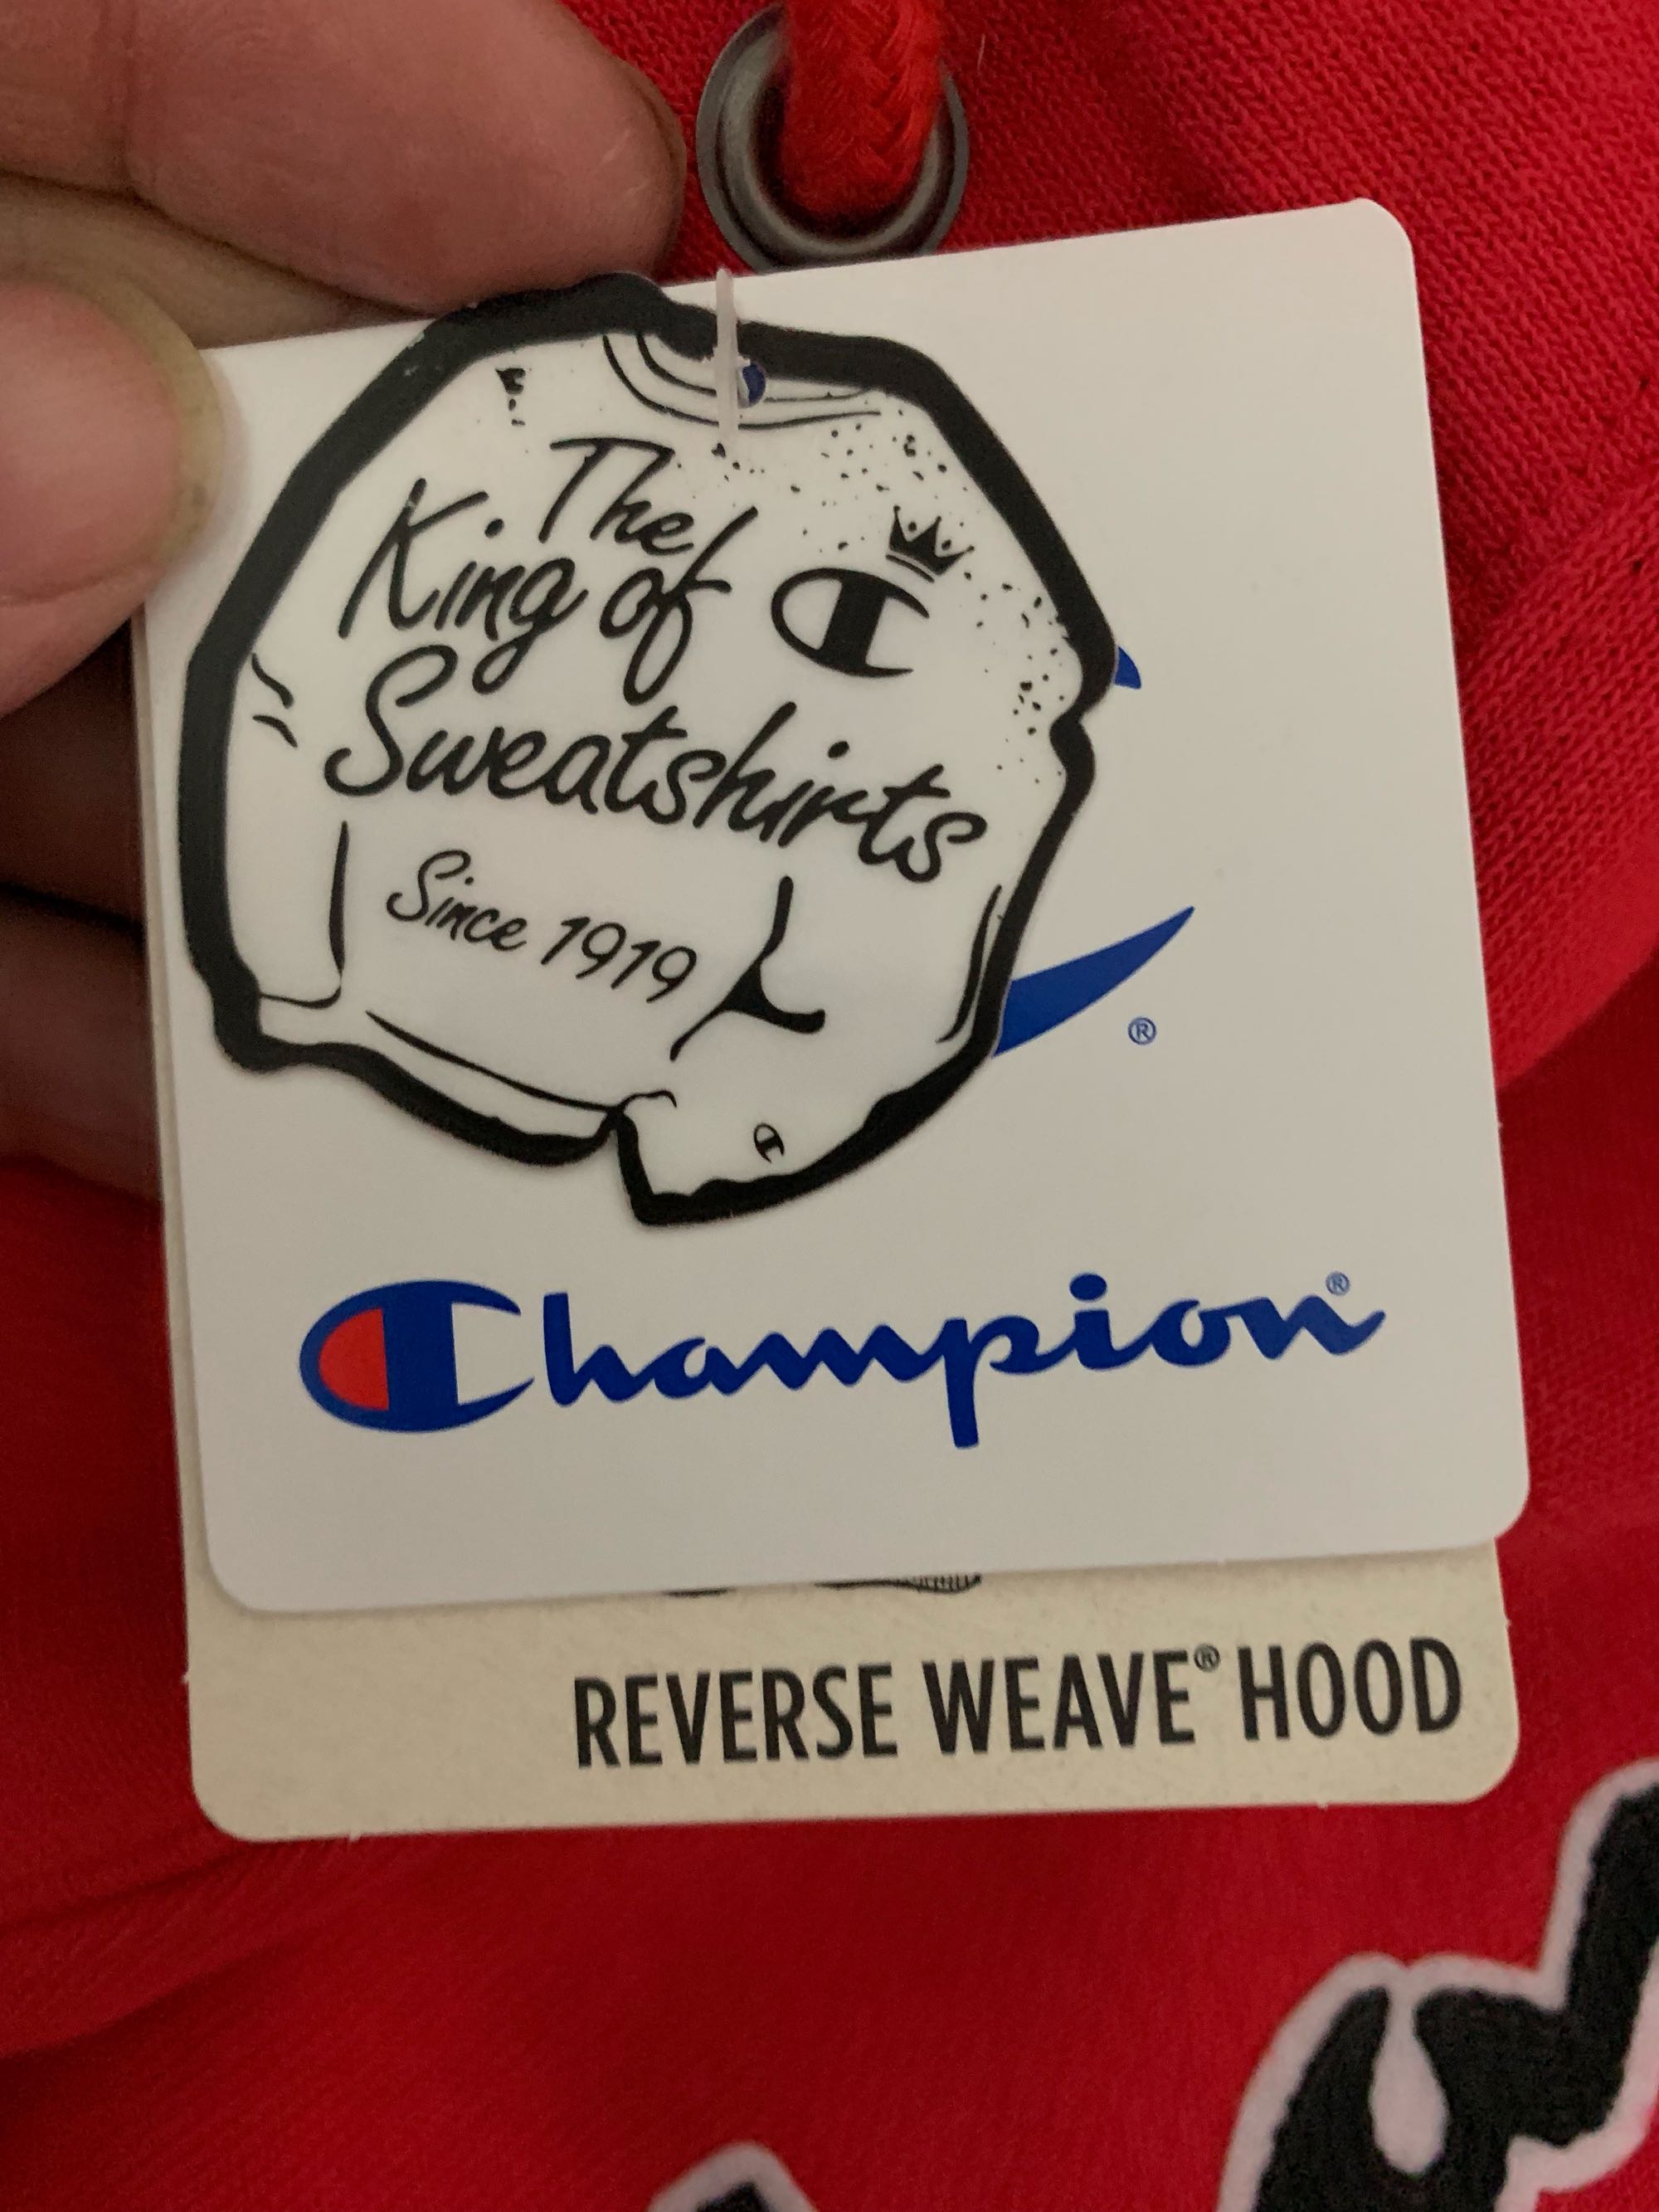 The
King of
Sweatshirts
Since 1919
®
Champion®
REVERSE WEAVE® HOOD